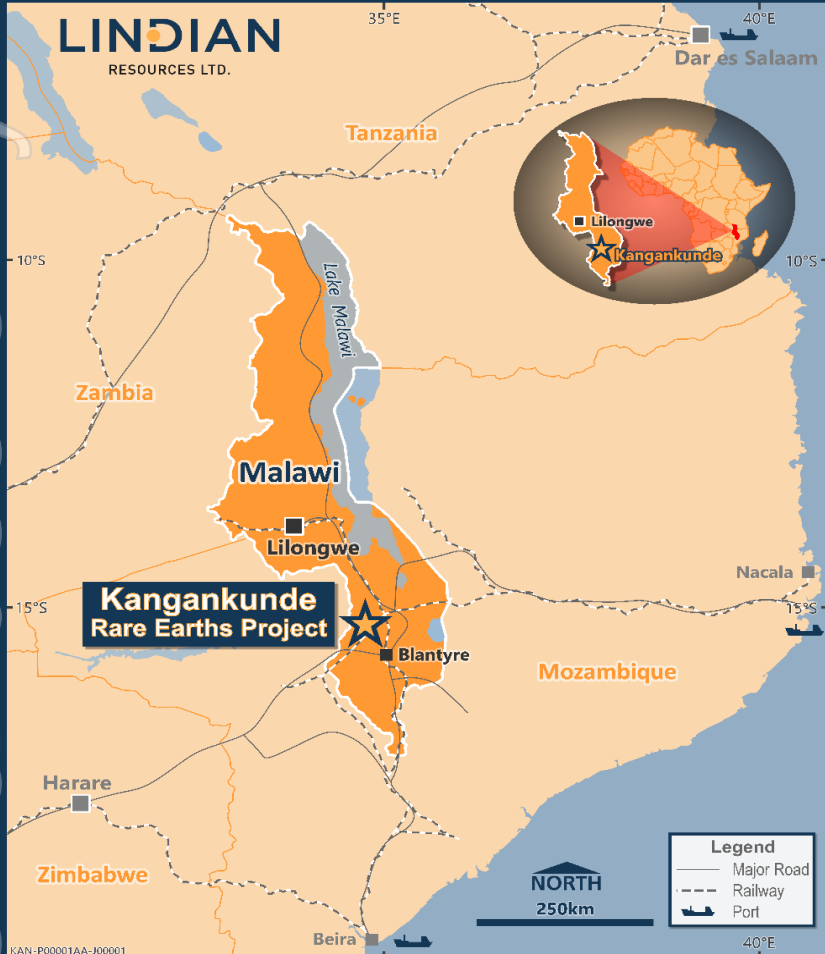 LINDIAN
RESOURCES LTD.
35°E
40°E
Dar es Salaam
Tanzania
Lilongwe
Kangankunde
10°S
10°S
Lake Malawi
Zambia
Malawi
Lilongwe
Nacala
Kangankunde
Rare Earths Project
15°S
15°S
Blantyre
Mozambique
Harare
Zimbabwe
Legend
Major Road
Railway
Port
NORTH
250km
Beira
40°E
KAN-P00001AA-J00001